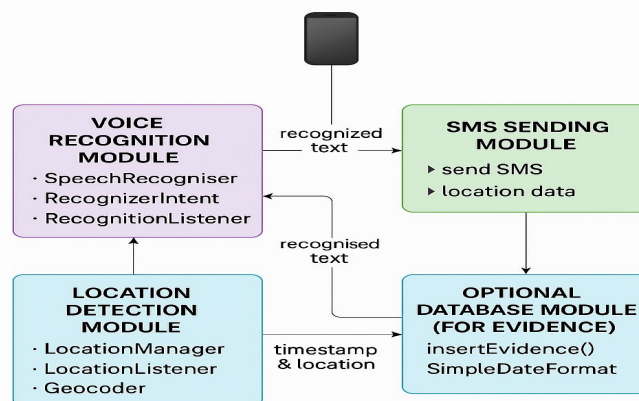 VOICE
RECOGNITION
MODULE
· SpeechRecogniser
· RecognizerIntent
· RecognitionListener
recognized
text
SMS SENDING
MODULE
▸ send SMS
▸ location data
recognised
text
LOCATION
DETECTION
MODULE
· LocationManager
· LocationListener
· Geocoder
timestamp
& location
OPTIONAL
DATABASE MODULE
(FOR EVIDENCE)
insertEvidence()
SimpleDateFormat